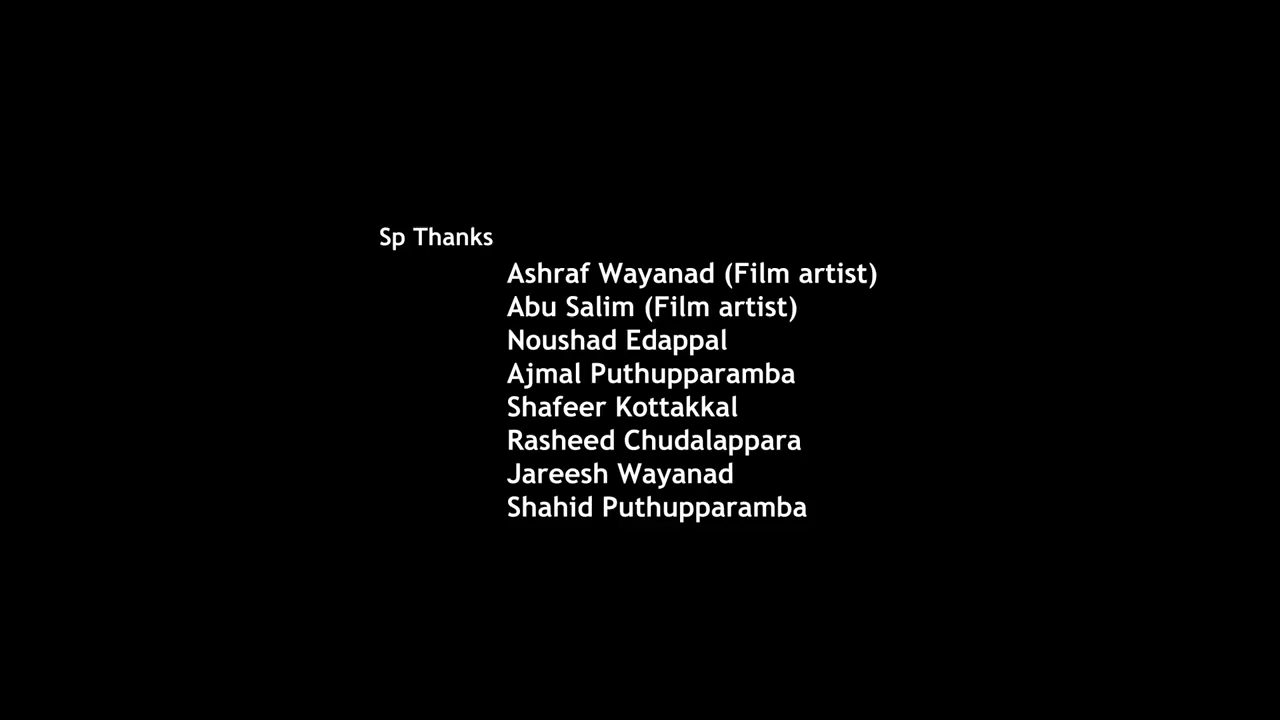 Sp Thanks
Ashraf Wayanad (Film artist)
Abu Salim (Film artist)
Noushad Edappal
Ajmal Puthupparamba
Shafeer Kottakkal
Rasheed Chudalappara
Jareesh Wayanad
Shahid Puthupparamba